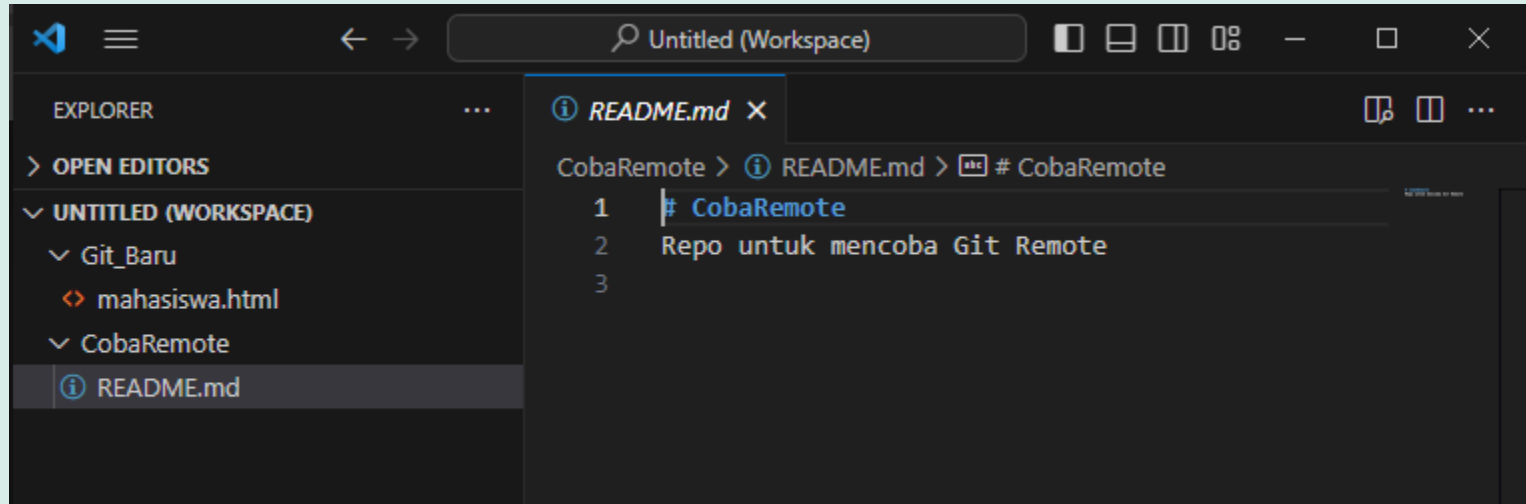 Untitled (Workspace)
EXPLORER
OPEN EDITORS
UNTITLED (WORKSPACE)
Git_Baru
mahasiswa.html
CobaRemote
README.md
README.md
CobaRemote > README.md > # CobaRemote
1 # CobaRemote
2 Repo untuk mencoba Git Remote
3